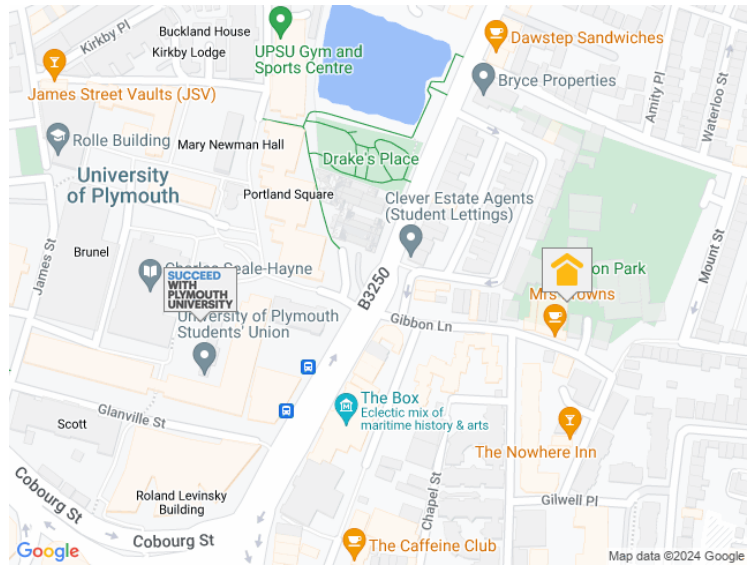 Buckland House
Kirkby Pl
Kirkby Lodge
UPSU Gym and
Sports Centre
Dawstep Sandwiches
Bryce Properties
Amity Pl
Waterloo St
James Street Vaults (JSV)
Rolle Building
Mary Newman Hall
Drake's Place
University
of Plymouth
Portland Square
Clever Estate Agents
(Student Lettings)
Mount St
James St
Brunel
Charles Seale-Hayne
SUCCEED
WITH
PLYMOUTH
UNIVERSITY
University of Plymouth
Students' Union
B3250
Gibbon Ln
on Park
Mrs Browns
The Box
Eclectic mix of
maritime history & arts
Glanville St
Scott
The Nowhere Inn
Chapel St
Cobourg St
Roland Levinsky
Building
Gilwell Pl
Cobourg St
The Caffeine Club
Google
Map data ©2024 Google